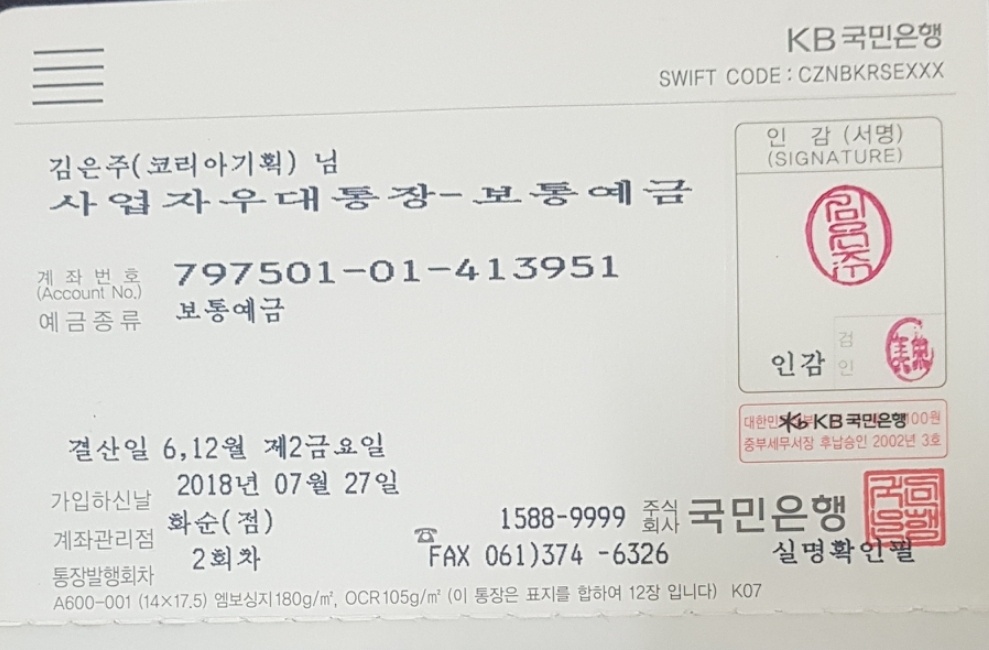 KB국민은행
SWIFT CODE : CZNBKRSEXXX
인 감 (서명)
(SIGNATURE)
김은주(코리아기획) 님
사업자우대통장-보통예금
김은주
계좌번호 797501-01-413951
(Account No.)
예금종류 보통예금
인감
검인
대한민 KB국민은행 100원
중부세무서장 후납승인 2002년 3호
결산일 6,12월 제2금요일
가입하신날 2018년 07월 27일
계좌관리점 화순(점)
통장발행회차 2회차
☎ 1588-9999 주식회사 국민은행
FAX 061)374 -6326 실명확인필
A600-001 (14×17.5) 엠보싱지180g/㎡, OCR105g/㎡ (이 통장은 표지를 합하여 12장 입니다) K07